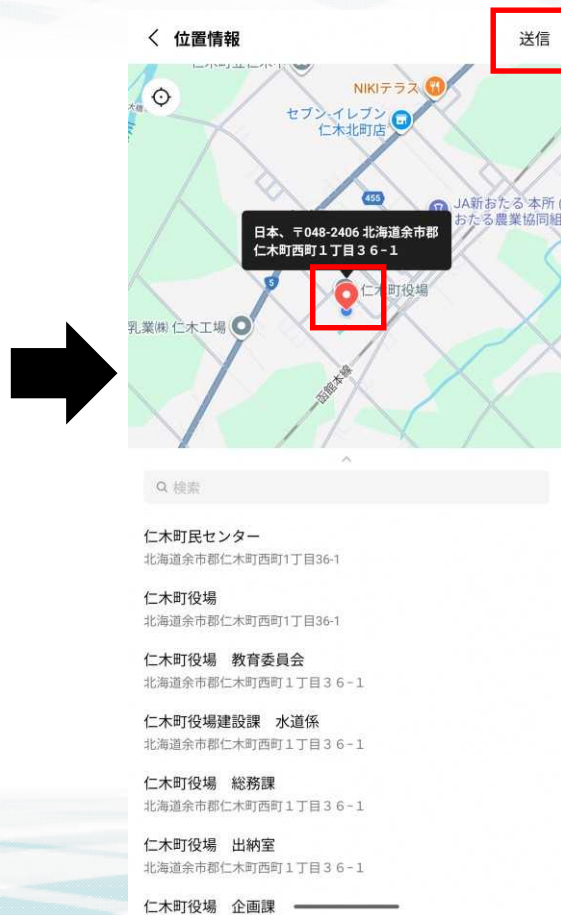 位置情報
送信
NIKIテラス
セブン-イレブン
仁木北町店
455
JA新おたる 本所
おたる農業協同組
日本、〒048-2406 北海道余市郡
仁木町西町１丁目３６−１
5
仁木町役場
乳業㈱ 仁木工場
函館本線
検索
仁木町民センター
北海道余市郡仁木町西町1丁目36-1
仁木町役場
北海道余市郡仁木町西町1丁目36-1
仁木町役場　教育委員会
北海道余市郡仁木町西町１丁目３６−１
仁木町役場建設課　水道係
北海道余市郡仁木町西町１丁目３６−１
仁木町役場　総務課
北海道余市郡仁木町西町１丁目３６−１
仁木町役場　出納室
北海道余市郡仁木町西町１丁目３６−１
仁木町役場　企画課